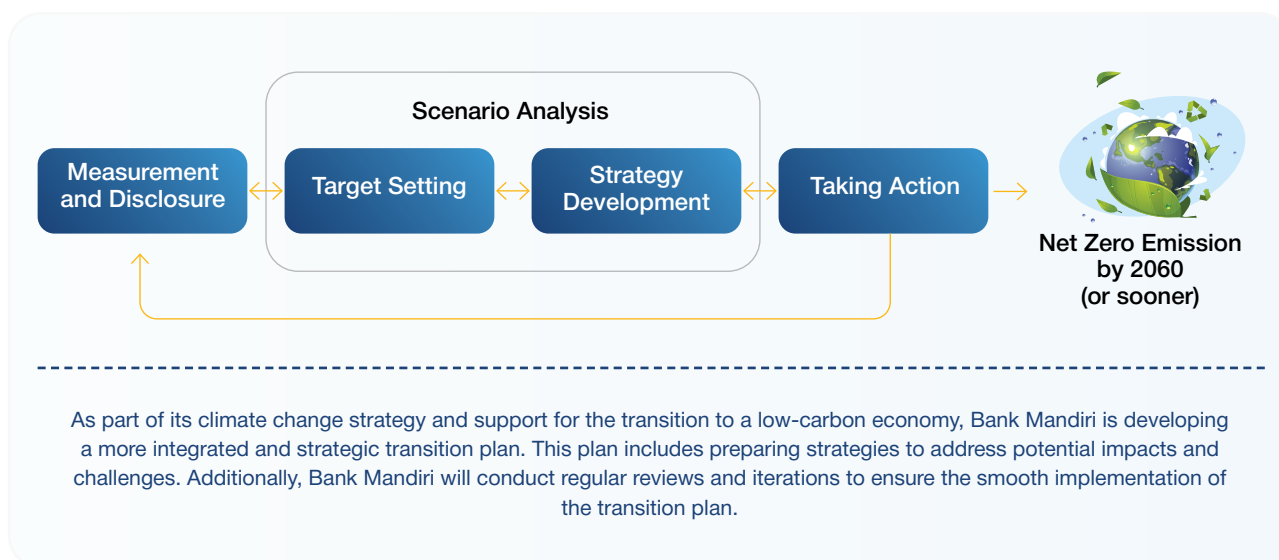 Scenario Analysis
Measurement
and Disclosure
Target Setting
Strategy
Development
Taking Action
Net Zero Emission
by 2060
(or sooner)
As part of its climate change strategy and support for the transition to a low-carbon economy, Bank Mandiri is developing
a more integrated and strategic transition plan. This plan includes preparing strategies to address potential impacts and
challenges. Additionally, Bank Mandiri will conduct regular reviews and iterations to ensure the smooth implementation of
the transition plan.